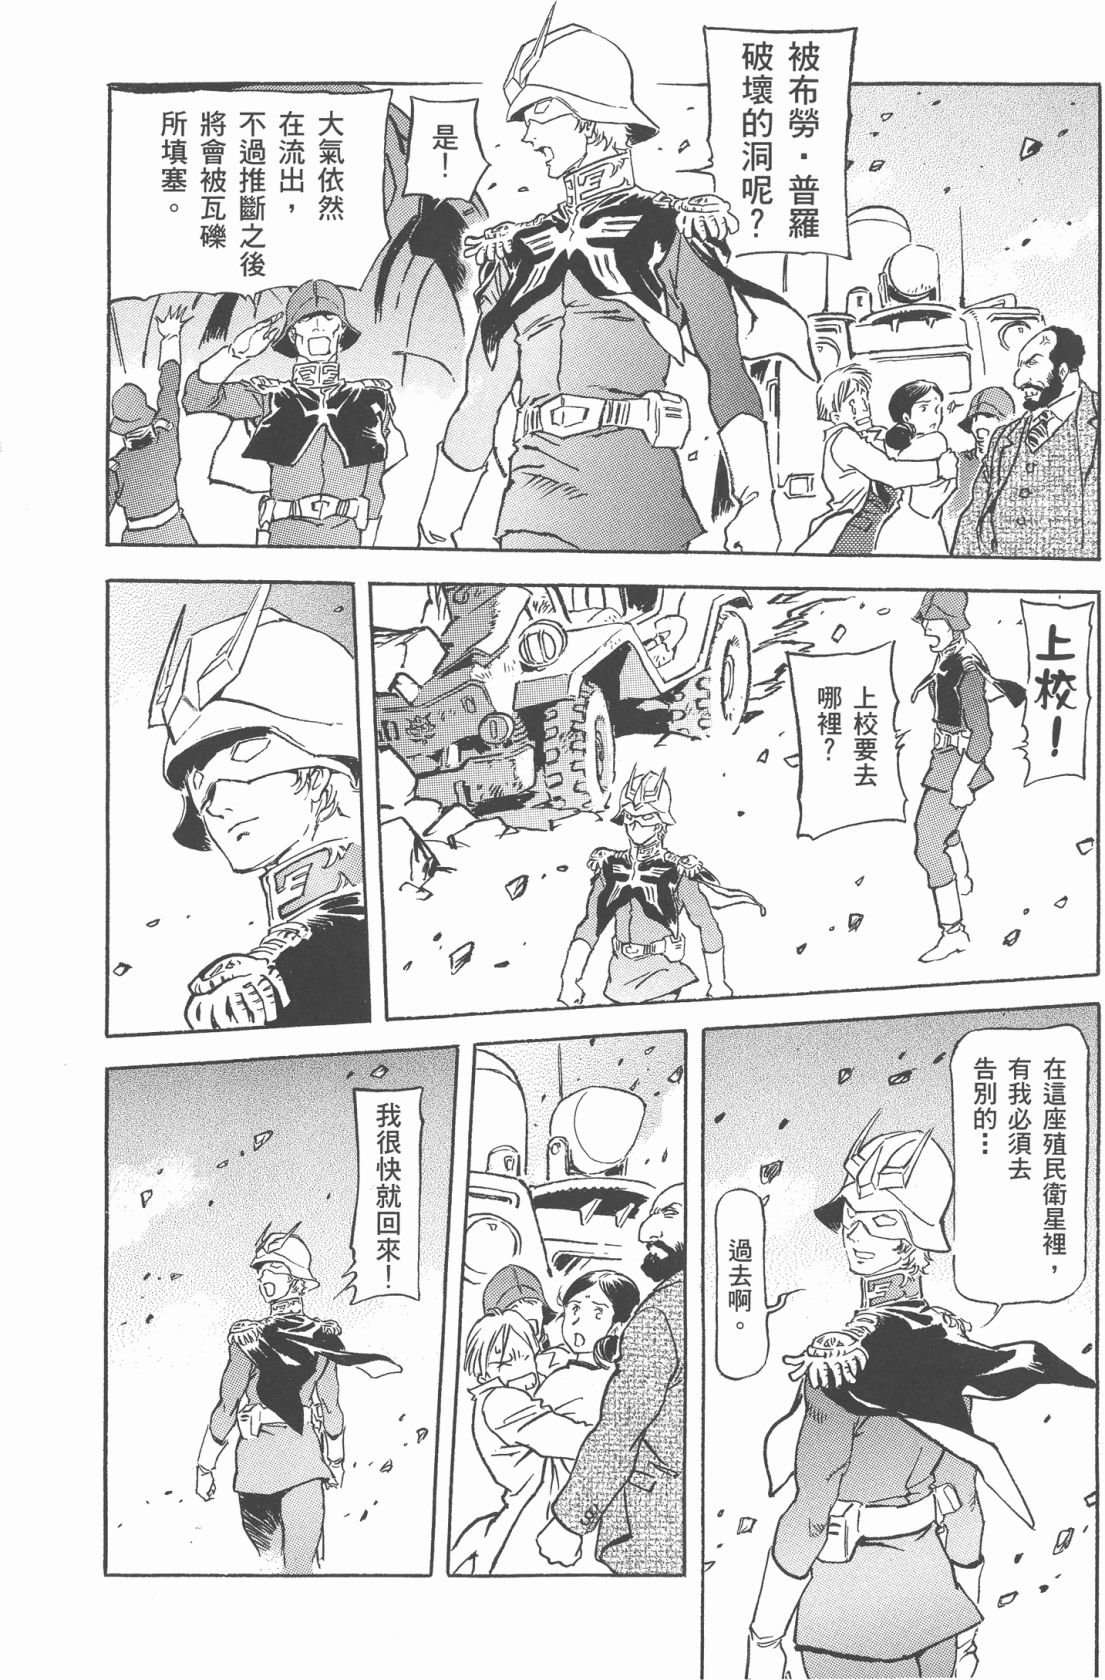 被布勞·普羅
破壞的洞呢?
是!
大氣依然
在流出,
不過推斷之後
將會被瓦礫
所填塞。
上校!
上校要去
哪裡?
在這座殖民衛星裡,
有我必須去
告別的…
過去啊。
我很快就回來!